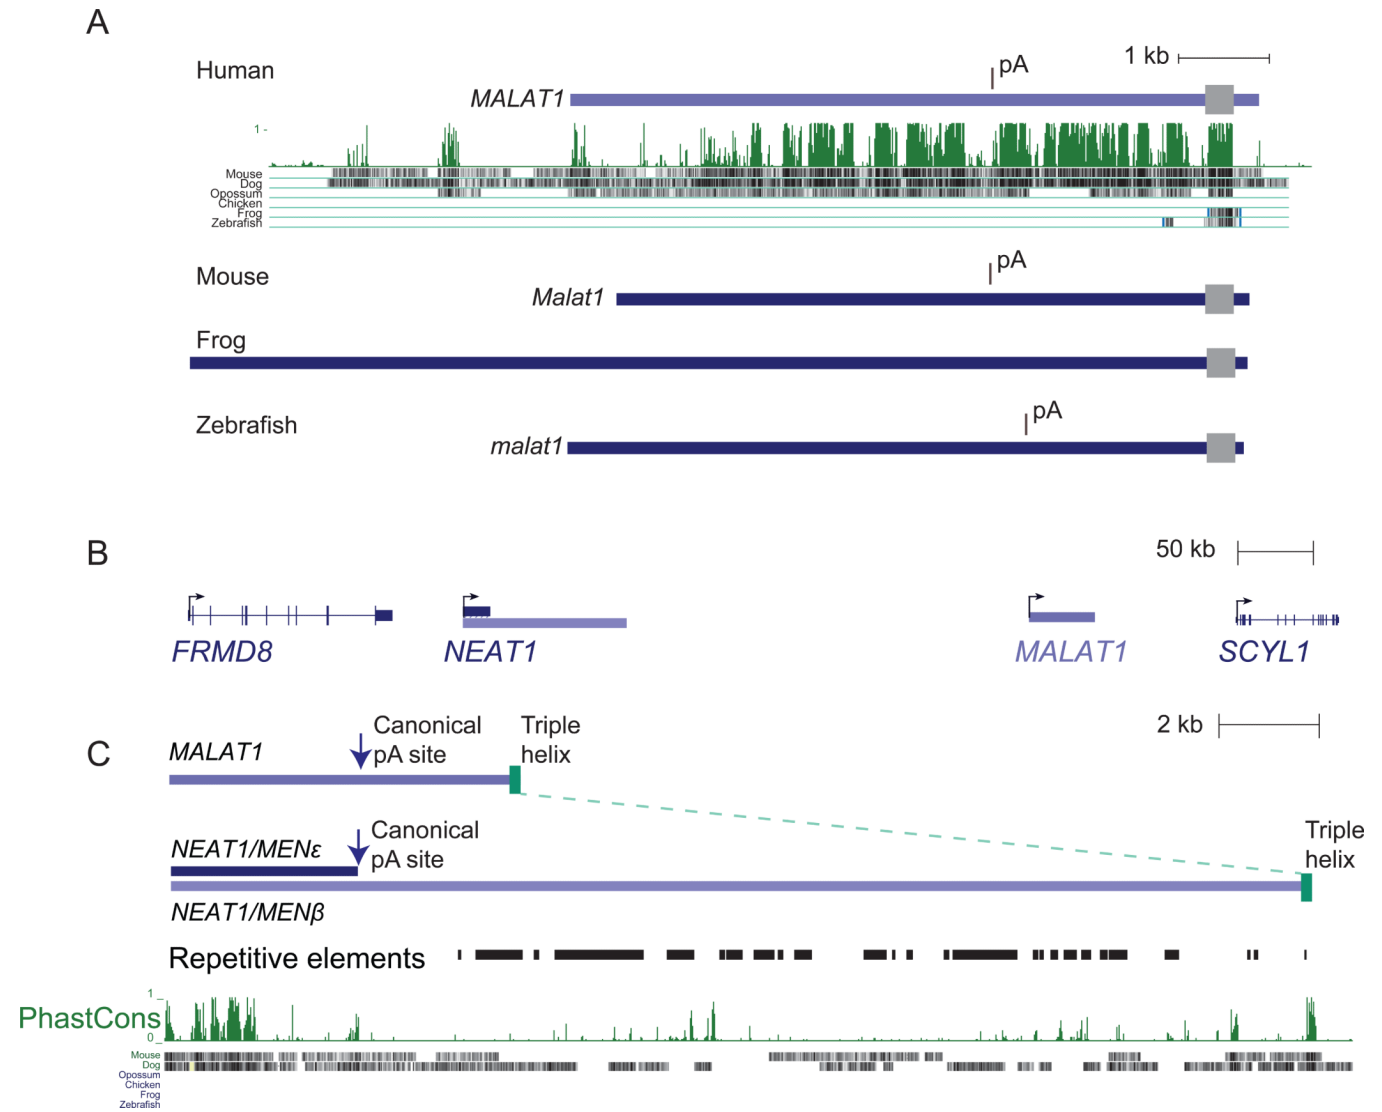 A
Human
1 kb
pA
MALAT1
1
Mouse
Dog
Opossum
Chicken
Frog
Zebrafish
Mouse
pA
Malat1
Frog
Zebrafish
pA
malat1
B
50 kb
FRMD8
NEAT1
MALAT1
SCYL1
C
2 kb
MALAT1
Canonical
pA site
Triple
helix
NEAT1/MENε
Canonical
pA site
Triple
helix
NEAT1/MENβ
Repetitive elements
PhastCons
1
0
Mouse
Dog
Opossum
Chicken
Frog
Zebrafish